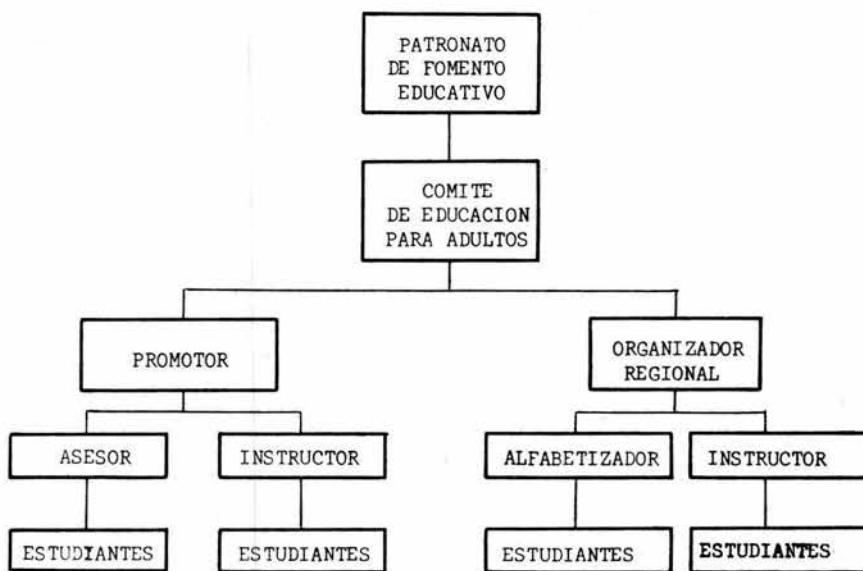 PATRONATO
DE FOMENTO
EDUCATIVO
COMITE
DE EDUCACION
PARA ADULTOS
PROMOTOR
ORGANIZADOR
REGIONAL
ASESOR
INSTRUCTOR
ALFABETIZADOR
INSTRUCTOR
ESTUDIANTES
ESTUDIANTES
ESTUDIANTES
ESTUDIANTES